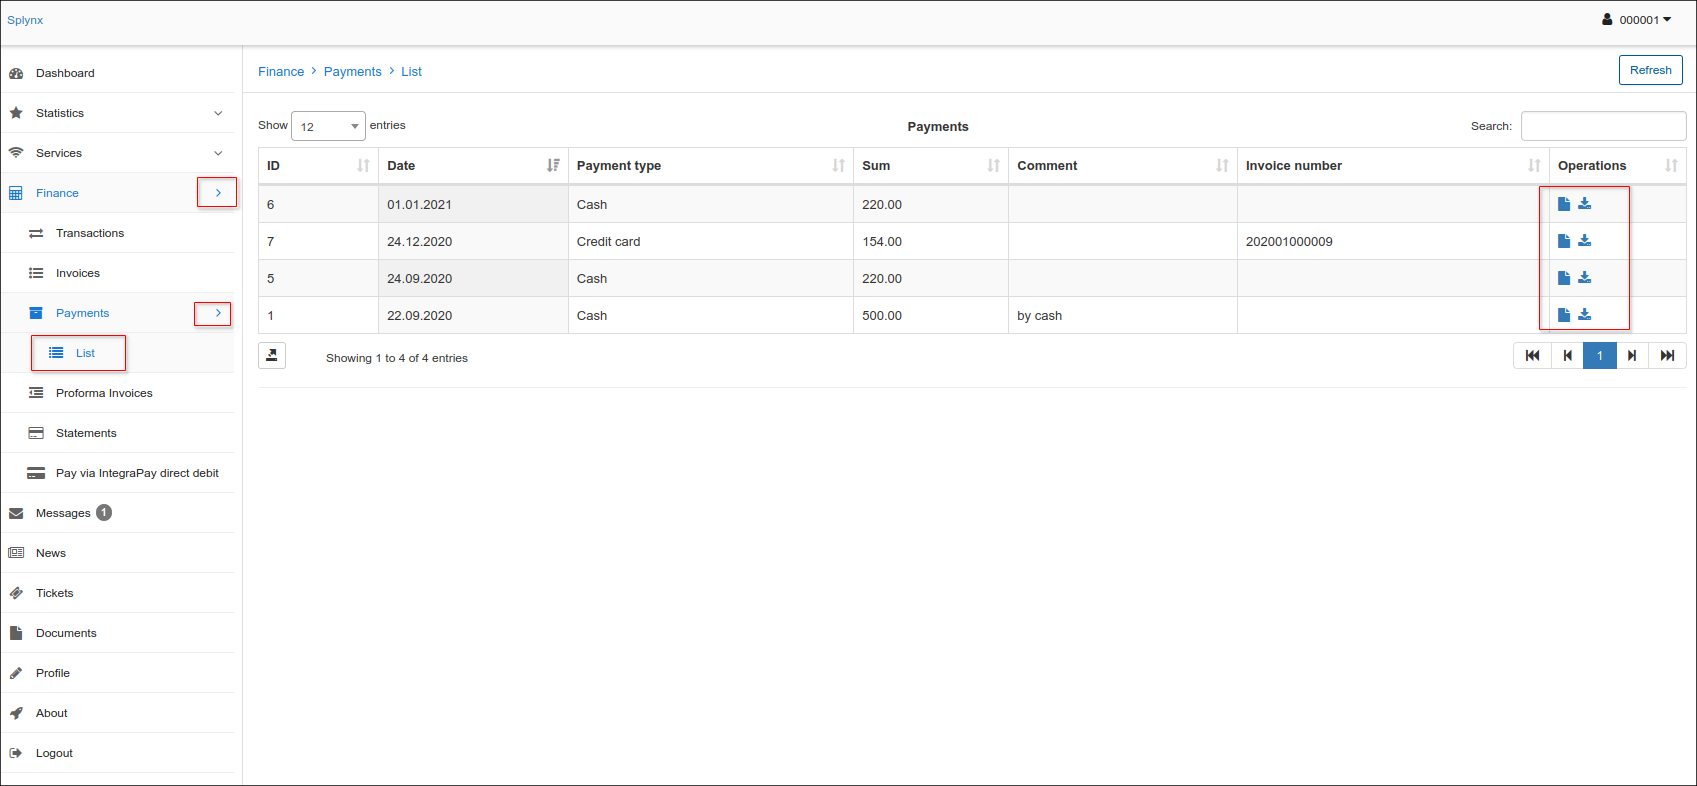 Splynx
000001
Dashboard
Statistics
Services
Finance
Transactions
Invoices
Payments
List
Proforma Invoices
Statements
Pay via IntegraPay direct debit
Messages 1
News
Tickets
Documents
Profile
About
Logout
Finance > Payments > List
Refresh
Show 12 entries
Payments
Search:
ID Date Payment type Sum Comment Invoice number Operations
6 01.01.2021 Cash 220.00
7 24.12.2020 Credit card 154.00 202001000009
5 24.09.2020 Cash 220.00
1 22.09.2020 Cash 500.00 by cash
Showing 1 to 4 of 4 entries
1